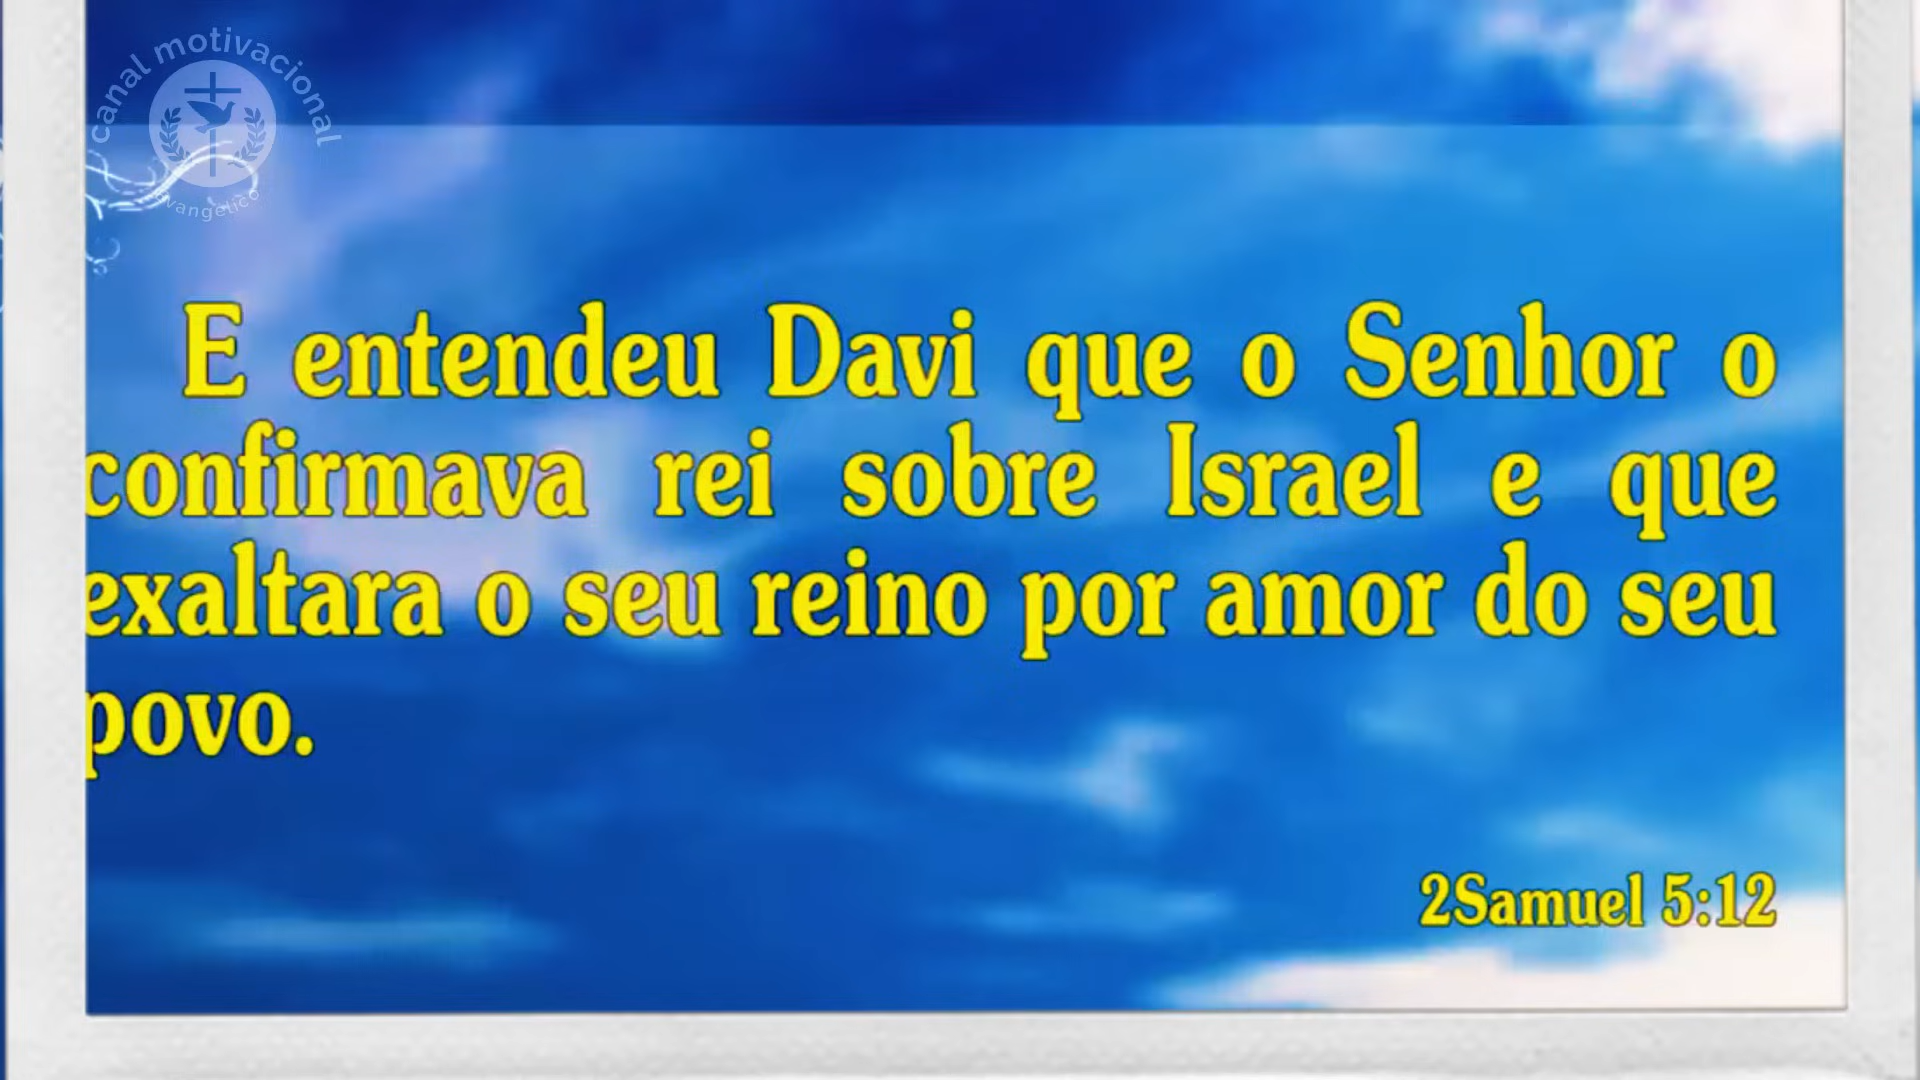 canal motivacional
evangélico
E entendeu Davi que o Senhor o
confirmava rei sobre Israel e que
exaltara o seu reino por amor do seu
povo.
2Samuel 5:12